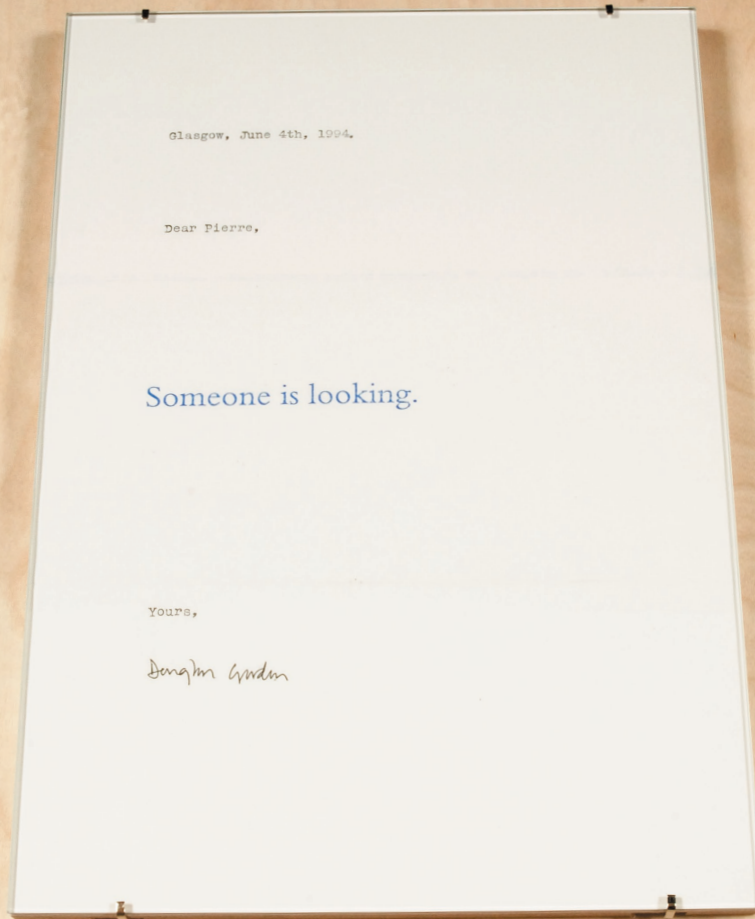 Glasgow, June 4th, 1994.
Dear Pierre,
Someone is looking.
Yours,
Douglas Gordon